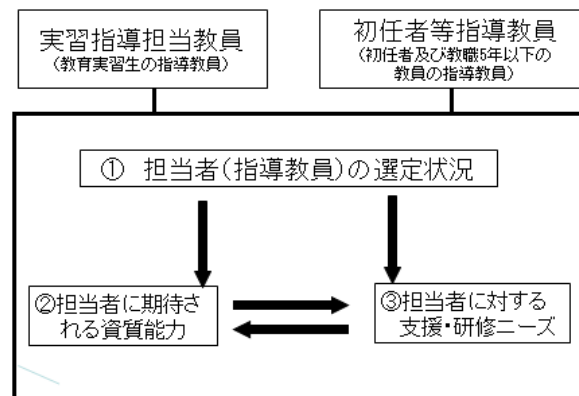 実習指導担当教員
(教育実習生の指導教員)
初任者等指導教員
(初任者及び教職5年以下の
教員の指導教員)
① 担当者(指導教員)の選定状況
②担当者に期待さ
れる資質能力
③担当者に対する
支援・研修ニーズ